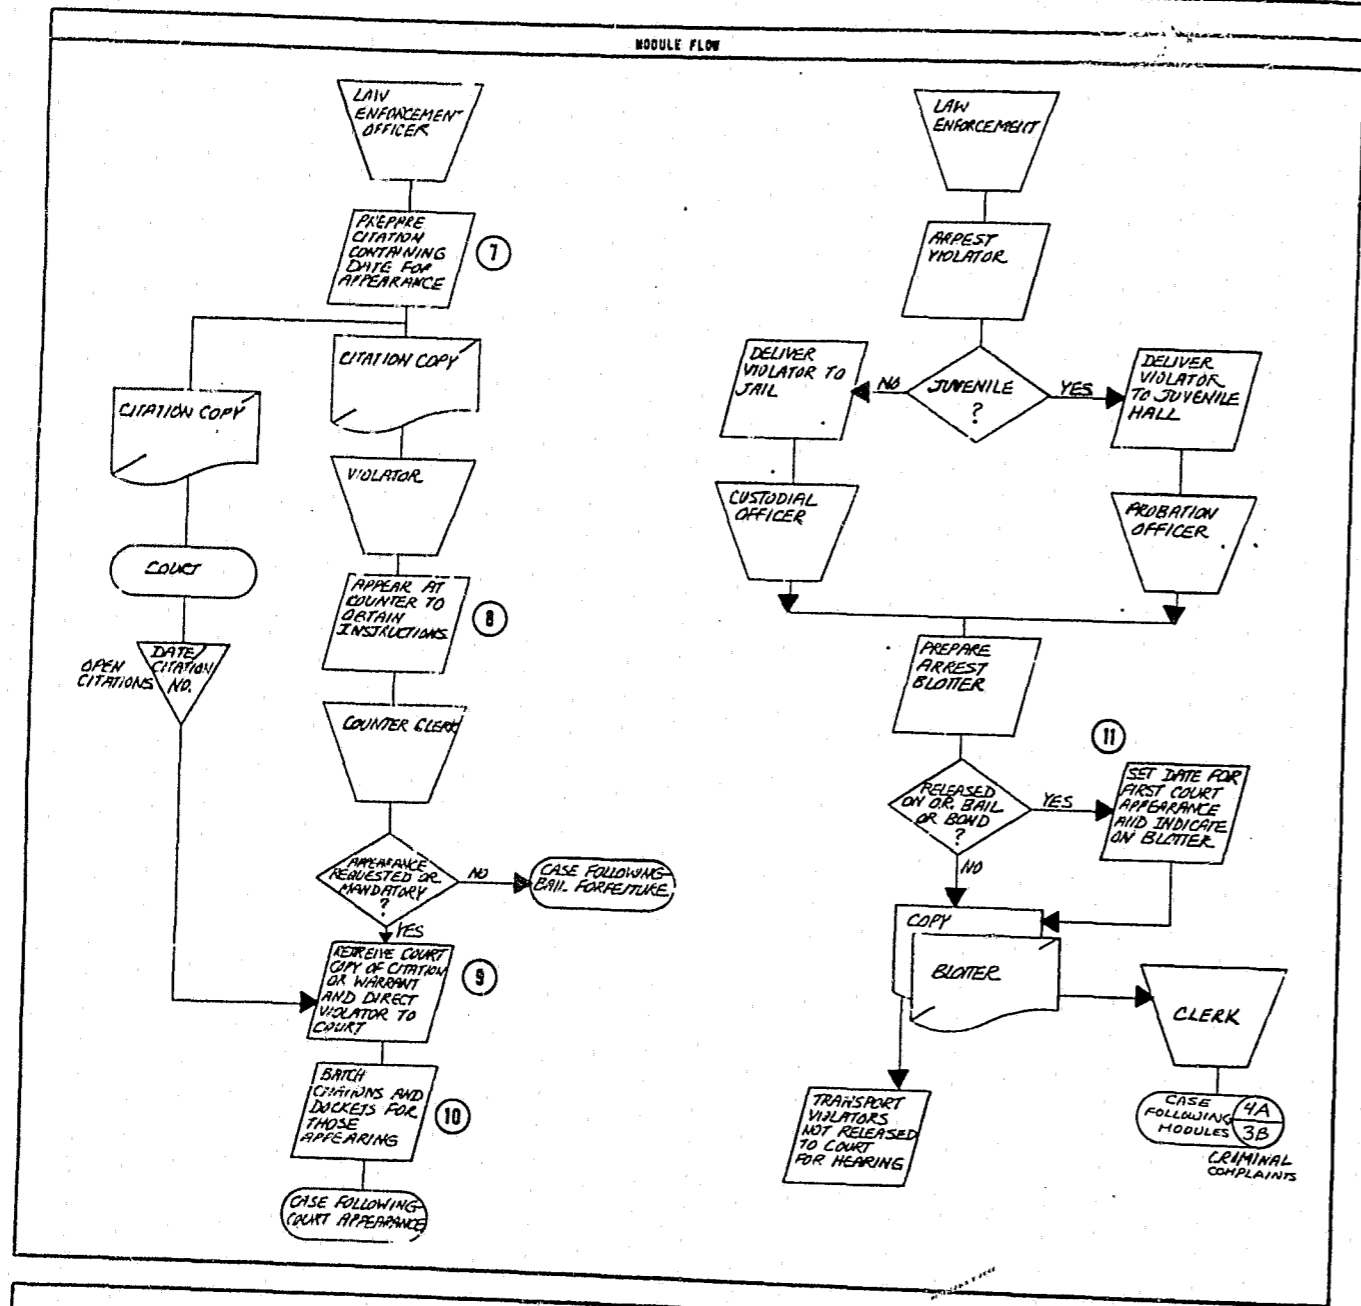 MODULE FLOW
LAW
ENFORCEMENT
OFFICER
PREPARE
CITATION
CONTAINING
DATE FOR
APPEARANCE
7
CITATION COPY
CITATION COPY
VIOLATOR
COURT
APPEAR AT
COUNTER TO
OBTAIN
INSTRUCTIONS
8
OPEN
CITATIONS
DATE/
CITATION
NO.
COUNTER CLERK
APPEARANCE
REQUESTED OR
MANDATORY
?
NO
CASE FOLLOWING-
BAIL FORFEITURE
YES
RETREIVE COURT
COPY OF CITATION
OR WARRANT
AND DIRECT
VIOLATOR TO
COURT
9
BATCH
CITATIONS AND
DOCKETS FOR
THOSE
APPEARING
10
CASE FOLLOWING-
COURT APPEARANCE
LAW
ENFORCEMENT
ARREST
VIOLATOR
JUVENILE
?
NO
YES
DELIVER
VIOLATOR TO
JAIL
DELIVER
VIOLATOR
TO JUVENILE
HALL
CUSTODIAL
OFFICER
PROBATION
OFFICER
PREPARE
ARREST
BLOTTER
11
RELEASED
ON OR, BAIL
OR BOND
?
YES
SET DATE FOR
FIRST COURT
APPEARANCE
AND INDICATE
ON BLOTTER
NO
COPY
BLOTTER
CLERK
TRANSPORT
VIOLATORS
NOT RELEASED
TO COURT
FOR HEARING
CASE
FOLLOWING
MODULES
4A
3B
CRIMINAL
COMPLAINTS